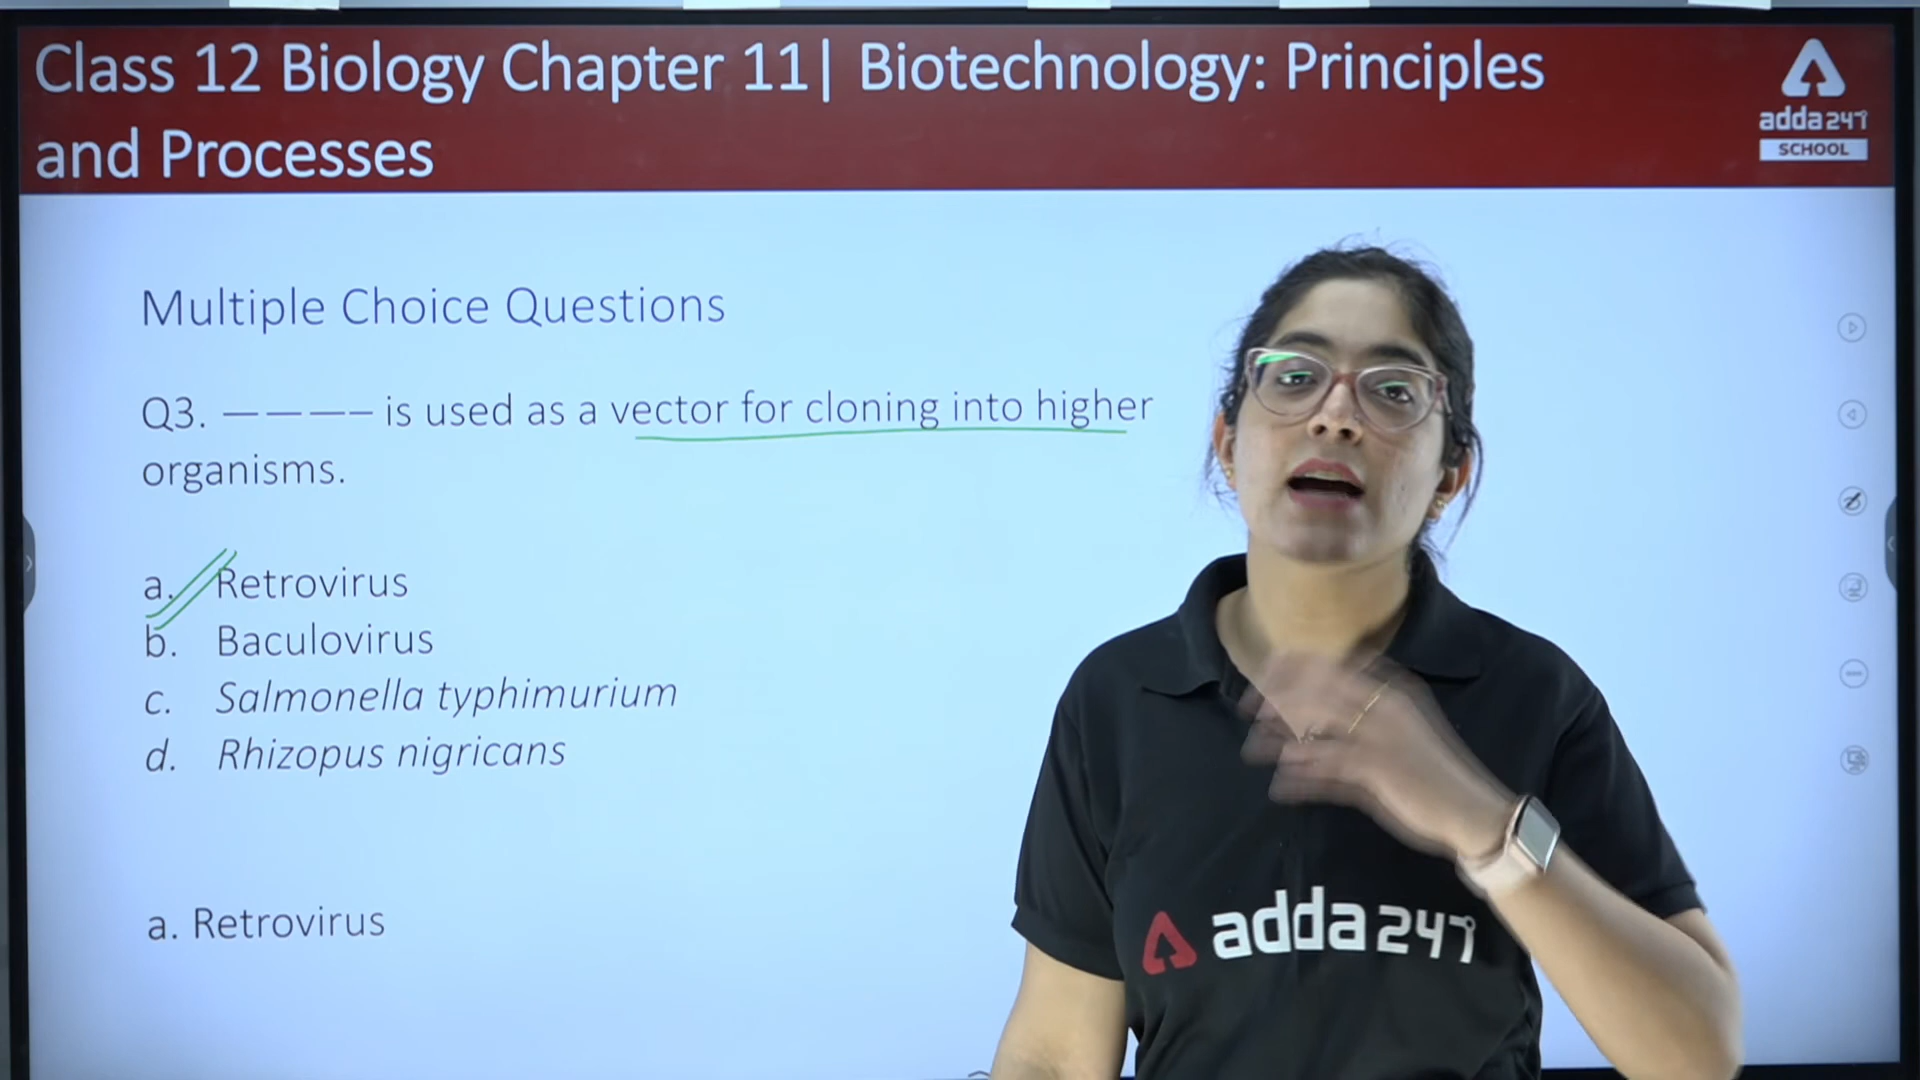 Class 12 Biology Chapter 11| Biotechnology: Principles
and Processes
adda247
SCHOOL
Multiple Choice Questions
Q3. ———— is used as a vector for cloning into higher
organisms.
a. Retrovirus
b. Baculovirus
c. Salmonella typhimurium
d. Rhizopus nigricans
a. Retrovirus
adda247